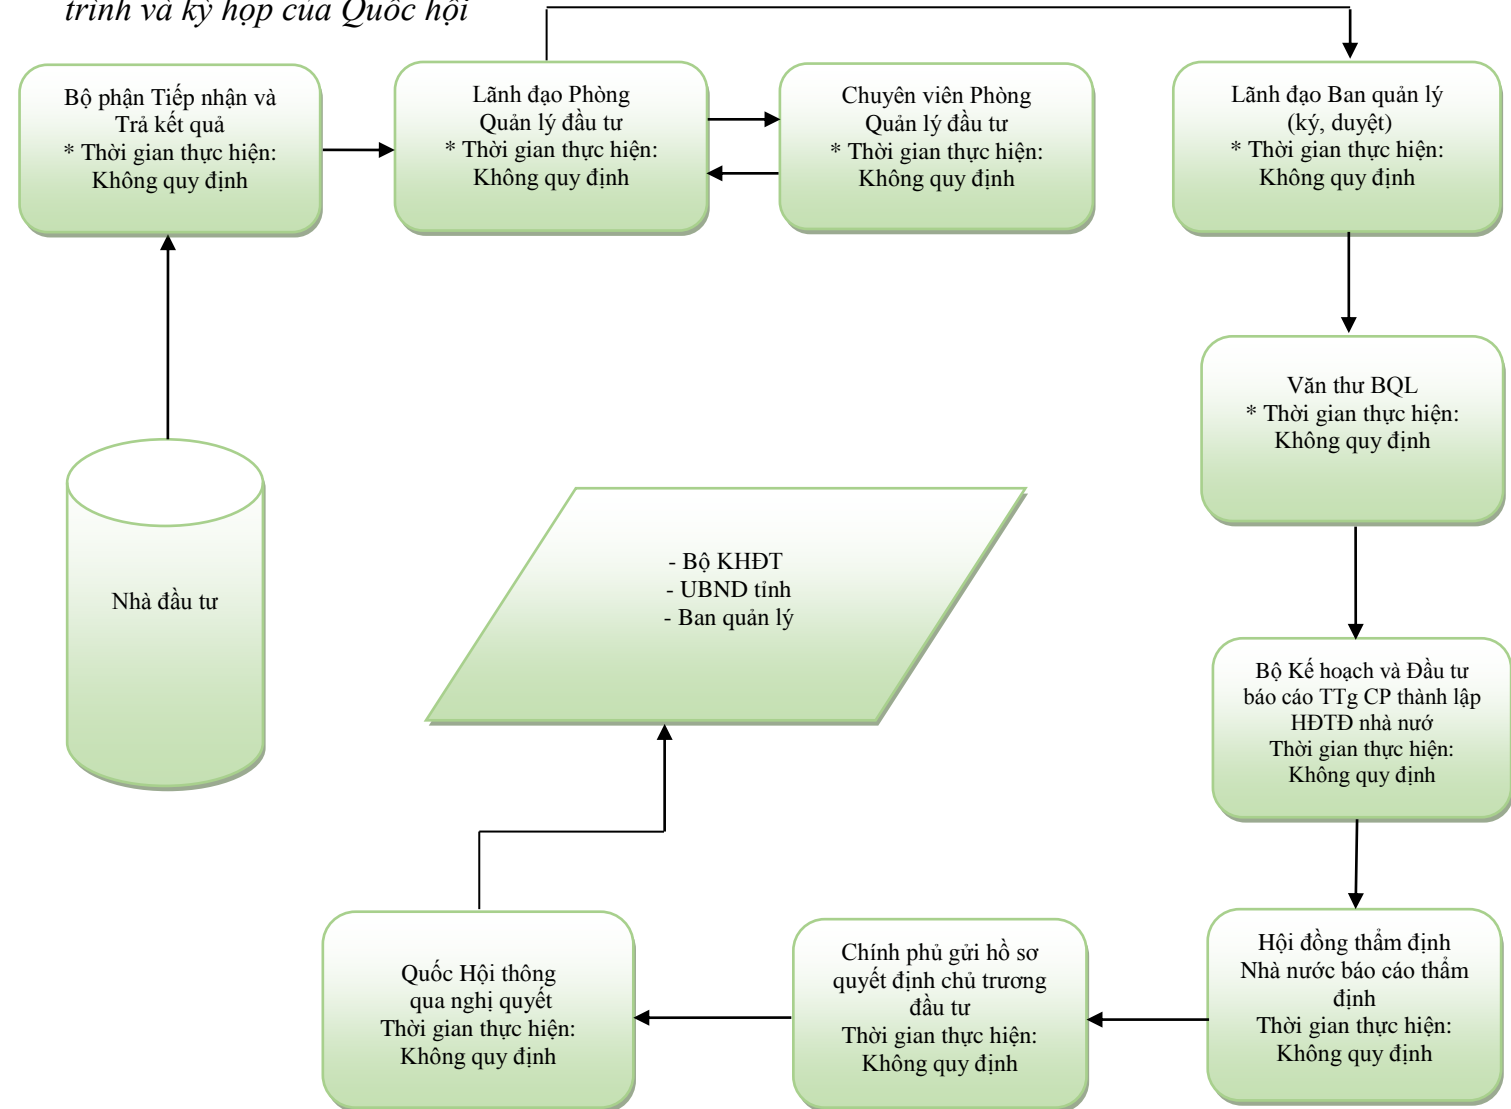 trình và kỳ họp của Quốc hội
Bộ phận Tiếp nhận và
Trả kết quả
* Thời gian thực hiện:
Không quy định
Lãnh đạo Phòng
Quản lý đầu tư
* Thời gian thực hiện:
Không quy định
Chuyên viên Phòng
Quản lý đầu tư
* Thời gian thực hiện:
Không quy định
Lãnh đạo Ban quản lý
(ký, duyệt)
* Thời gian thực hiện:
Không quy định
Văn thư BQL
* Thời gian thực hiện:
Không quy định
Nhà đầu tư
- Bộ KHĐT
- UBND tỉnh
- Ban quản lý
Bộ Kế hoạch và Đầu tư
báo cáo TTg CP thành lập
HĐTĐ nhà nướ
Thời gian thực hiện:
Không quy định
Quốc Hội thông
qua nghị quyết
Thời gian thực hiện:
Không quy định
Chính phủ gửi hồ sơ
quyết định chủ trương
đầu tư
Thời gian thực hiện:
Không quy định
Hội đồng thẩm định
Nhà nước báo cáo thẩm
định
Thời gian thực hiện:
Không quy định